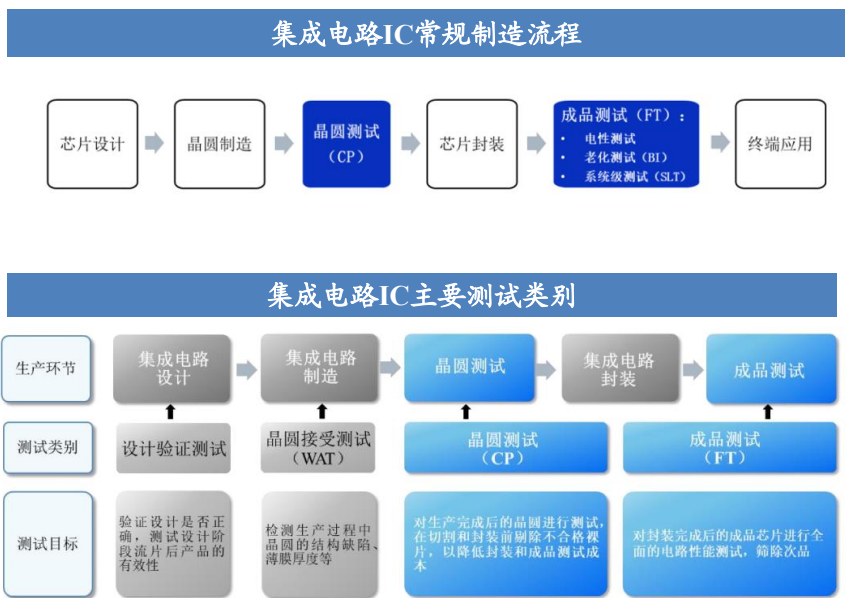 集成电路IC常规制造流程
芯片设计
晶圆制造
晶圆测试
（CP）
芯片封装
成品测试（FT）：
• 电性测试
• 老化测试（BI）
• 系统级测试（SLT）
终端应用
集成电路IC主要测试类别
生产环节
集成电路
设计
集成电路
制造
晶圆测试
集成电路
封装
成品测试
测试类别
设计验证测试
晶圆接受测试
（WAT）
晶圆测试
（CP）
成品测试
（FT）
测试目标
验证设计是否正
确，测试设计阶
段流片后产品的
有效性
检测生产过程中
晶圆的结构缺陷、
薄膜厚度等
对生产完成后的晶圆进行测试，
在切割和封装前剔除不合格裸
片，以降低封装和成品测试成
本
对封装完成后的成品芯片进行全
面的电路性能测试，筛除次品